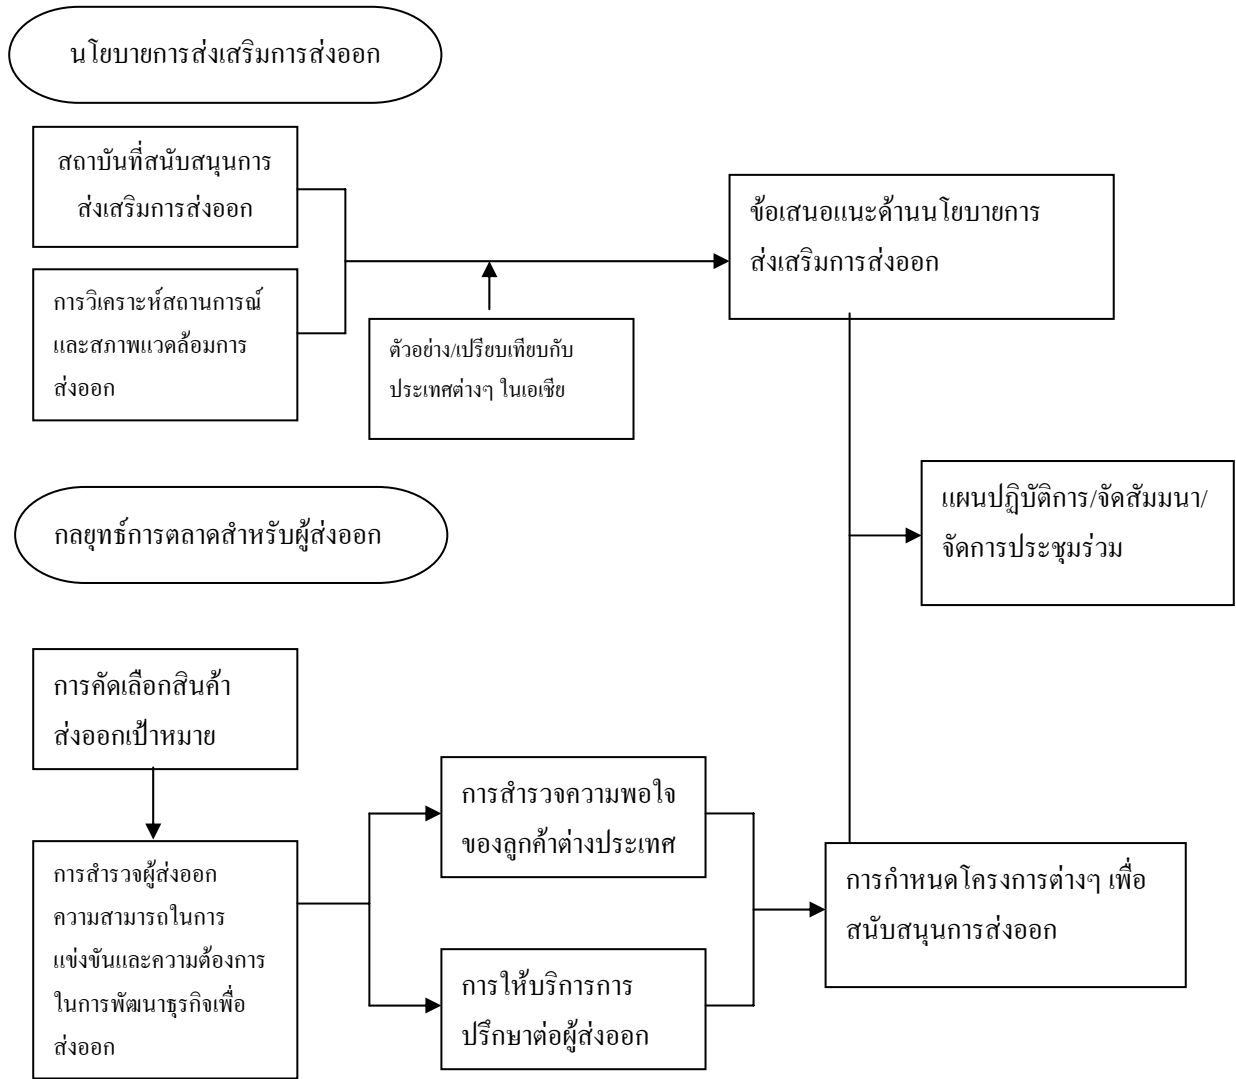 นโยบายการส่งเสริมการส่งออก
สถาบันที่สนับสนุนการ
ส่งเสริมการส่งออก
การวิเคราะห์สถานการณ์
และสภาพแวดล้อมการ
ส่งออก
ตัวอย่าง/เปรียบเทียบกับ
ประเทศต่างๆ ในเอเชีย
ข้อเสนอแนะด้านนโยบายการ
ส่งเสริมการส่งออก
แผนปฏิบัติการ/จัดสัมมนา/
จัดการประชุมร่วม
กลยุทธ์การตลาดสำหรับผู้ส่งออก
การคัดเลือกสินค้า
ส่งออกเป้าหมาย
การสำรวจผู้ส่งออก
ความสามารถในการ
แข่งขันและความต้องการ
ในการพัฒนาธุรกิจเพื่อ
ส่งออก
การสำรวจความพอใจ
ของลูกค้าต่างประเทศ
การให้บริการการ
ปรึกษาต่อผู้ส่งออก
การกำหนดโครงการต่างๆ เพื่อ
สนับสนุนการส่งออก